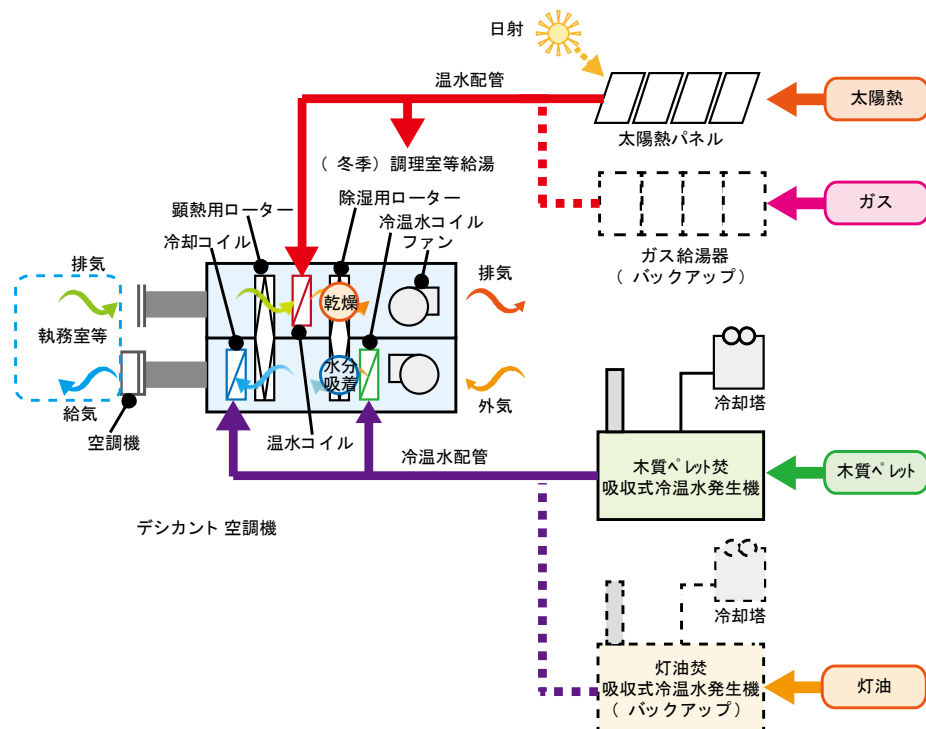 日射
温水配管
太陽熱
太陽熱パネル
（ 冬季）調理室等給湯
ガス
顕熱用ローター
除湿用ローター
冷却コイル
冷温水コイル
ファン
ガス給湯器
（ バックアップ）
排気
排気
乾燥
執務室等
水分
吸着
給気
外気
空調機
温水コイル
冷却塔
冷温水配管
木質ペレット焚
吸収式冷温水発生機
木質ペレット
デシカント 空調機
冷却塔
灯油焚
吸収式冷温水発生機
（ バックアップ）
灯油